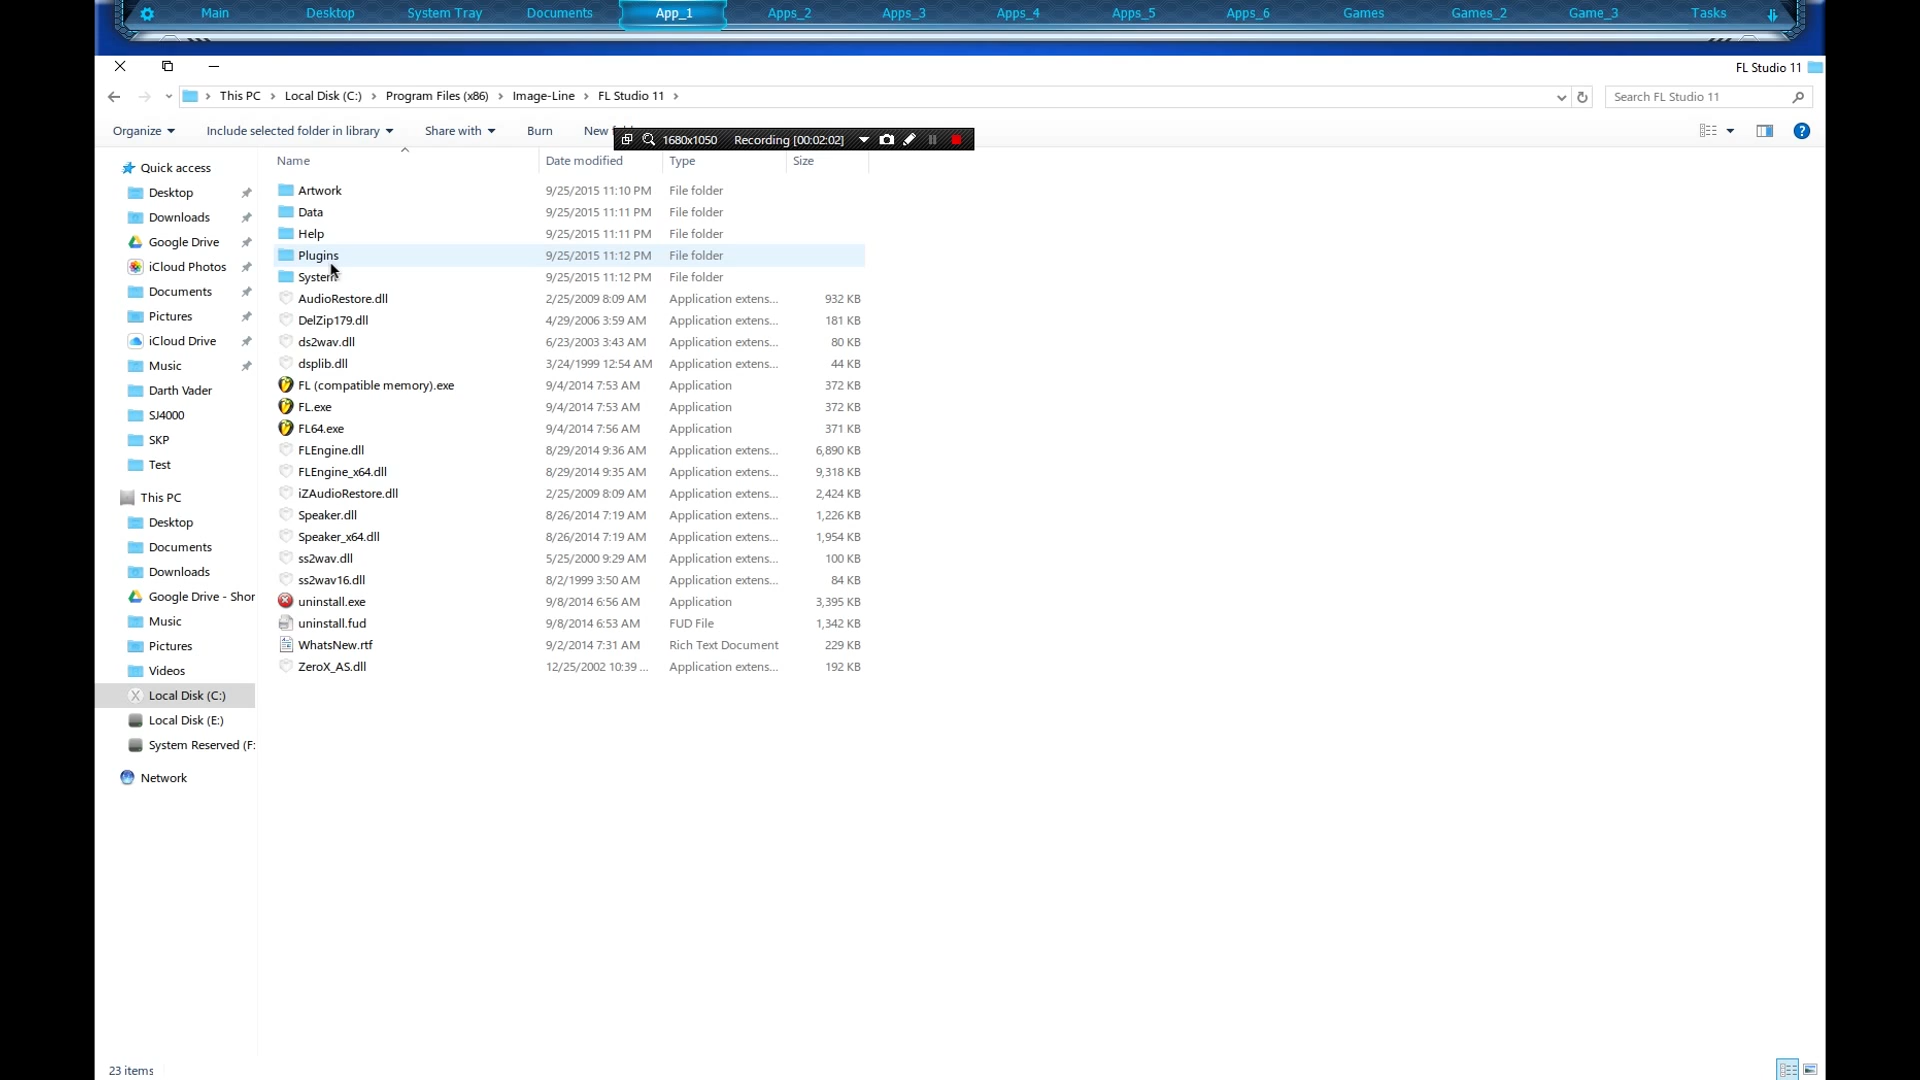 Main Desktop System Tray Documents App_1 Apps_2 Apps_3 Apps_4 Apps_5 Apps_6 Games Games_2 Game_3 Tasks
FL Studio 11
This PC Local Disk (C:) Program Files (x86) Image-Line FL Studio 11
Search FL Studio 11
Organize Include selected folder in library Share with Burn New
1680x1050 Recording [00:02:02]
Name Date modified Type Size
Quick access
Desktop
Downloads
Google Drive
iCloud Photos
Documents
Pictures
iCloud Drive
Music
Darth Vader
SJ4000
SKP
Test
This PC
Desktop
Documents
Downloads
Google Drive - Shor
Music
Pictures
Videos
Local Disk (C:)
Local Disk (E:)
System Reserved (F:
Network
Artwork 9/25/2015 11:10 PM File folder
Data 9/25/2015 11:11 PM File folder
Help 9/25/2015 11:11 PM File folder
Plugins 9/25/2015 11:12 PM File folder
System 9/25/2015 11:12 PM File folder
AudioRestore.dll 2/25/2009 8:09 AM Application extens... 932 KB
DelZip179.dll 4/29/2006 3:59 AM Application extens... 181 KB
ds2wav.dll 6/23/2003 3:43 AM Application extens... 80 KB
dsplib.dll 3/24/1999 12:54 AM Application extens... 44 KB
FL (compatible memory).exe 9/4/2014 7:53 AM Application 372 KB
FL.exe 9/4/2014 7:53 AM Application 372 KB
FL64.exe 9/4/2014 7:56 AM Application 371 KB
FLEngine.dll 8/29/2014 9:36 AM Application extens... 6,890 KB
FLEngine_x64.dll 8/29/2014 9:35 AM Application extens... 9,318 KB
iZAudioRestore.dll 2/25/2009 8:09 AM Application extens... 2,424 KB
Speaker.dll 8/26/2014 7:19 AM Application extens... 1,226 KB
Speaker_x64.dll 8/26/2014 7:19 AM Application extens... 1,954 KB
ss2wav.dll 5/25/2000 9:29 AM Application extens... 100 KB
ss2wav16.dll 8/2/1999 3:50 AM Application extens... 84 KB
uninstall.exe 9/8/2014 6:56 AM Application 3,395 KB
uninstall.fud 9/8/2014 6:53 AM FUD File 1,342 KB
WhatsNew.rtf 9/2/2014 7:31 AM Rich Text Document 229 KB
ZeroX_AS.dll 12/25/2002 10:39 ... Application extens... 192 KB
23 items